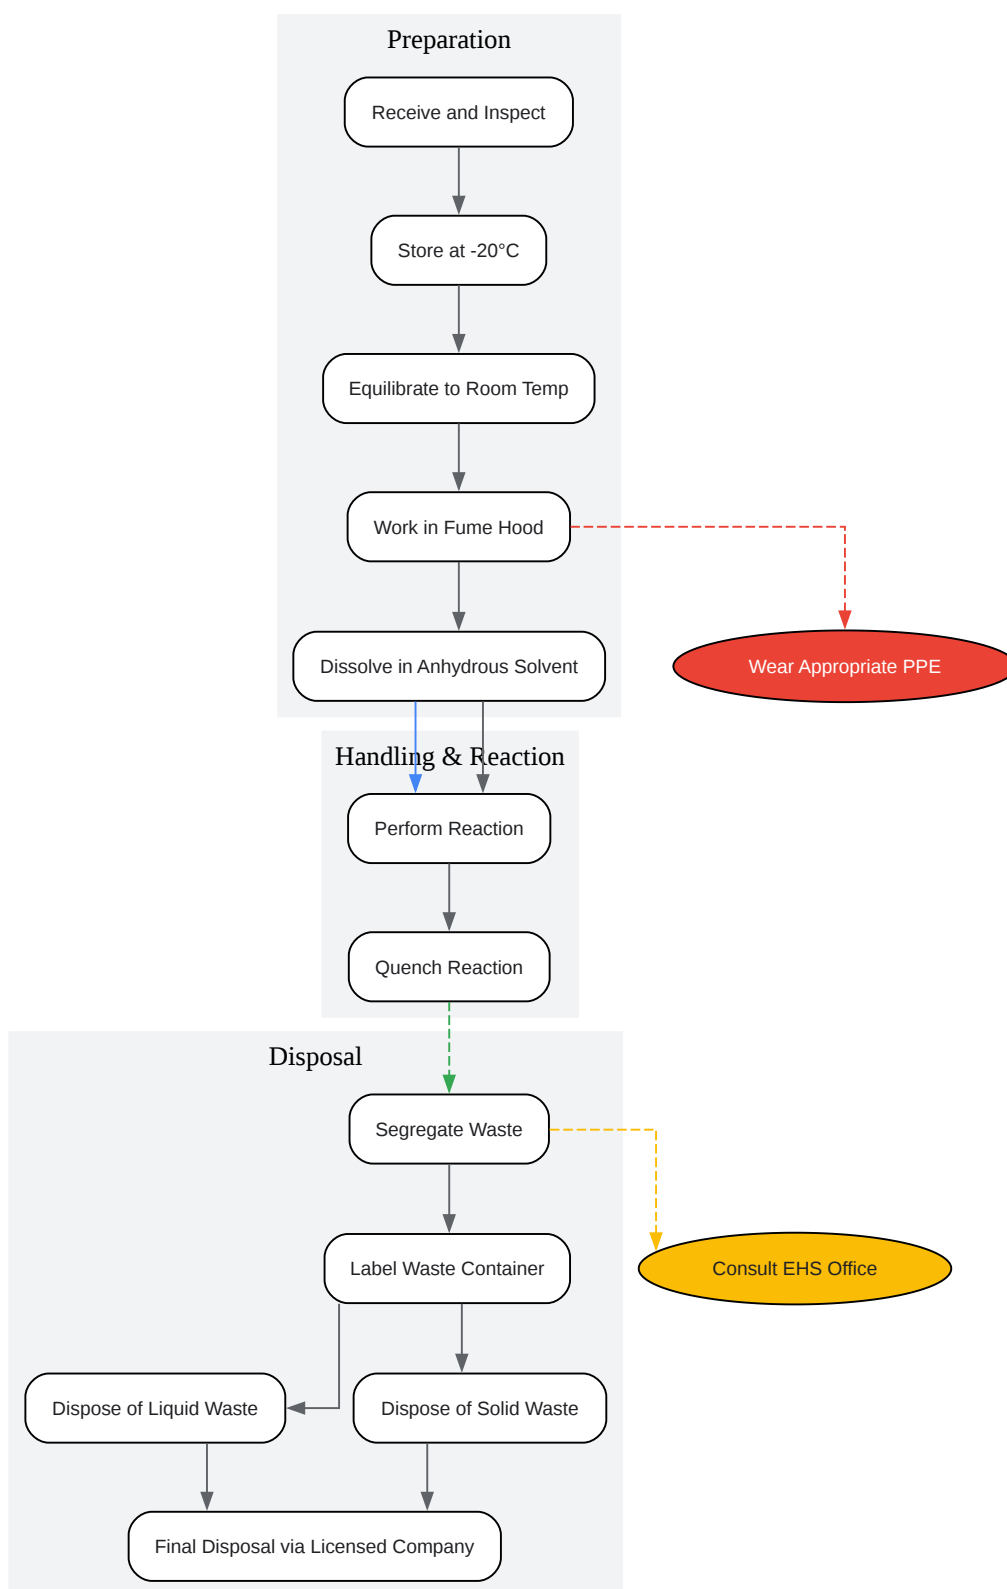 Preparation
Receive and Inspect
Store at -20°C
Equilibrate to Room Temp
Work in Fume Hood
Dissolve in Anhydrous Solvent
Wear Appropriate PPE
Handling & Reaction
Perform Reaction
Quench Reaction
Disposal
Segregate Waste
Label Waste Container
Consult EHS Office
Dispose of Liquid Waste
Dispose of Solid Waste
Final Disposal via Licensed Company